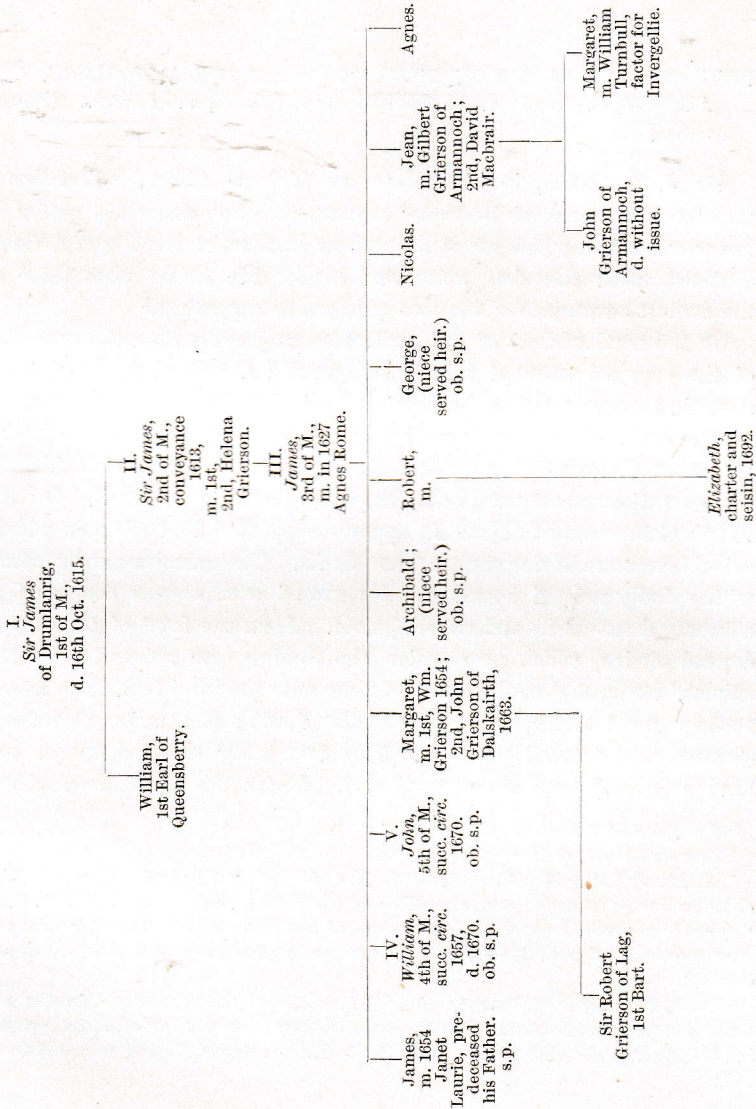 I.
Sir James
of Drumlanrig,
1st of M.,
d. 16th Oct. 1615.
William,
1st Earl of
Queensberry.
II.
Sir James,
2nd of M.,
conveyance
1613,
m. 1st,
2nd, Helena
Grierson.
III.
James,
3rd of M.,
m. in 1627
Agnes Rome.
James,
m. 1654
Janet
Laurie, pre-
deceased
his Father.
s.p.
IV.
William,
4th of M.,
succ. circ.
1657,
d. 1670.
ob. s.p.
V.
John,
5th of M.,
succ. circ.
1670.
ob. s.p.
Margaret,
m. 1st, Wm.
Grierson 1654;
2nd, John
Grierson of
Dalskairth,
1663.
Archibald;
(niece
served heir.)
ob. s.p.
Robert,
m.
George,
(niece
served heir.)
ob. s.p.
Nicolas.
Jean,
m. Gilbert
Grierson of
Armannoch;
2nd, David
Macbrair.
Agnes.
Sir Robert
Grierson of Lag,
1st Bart.
John
Grierson of
Armannoch,
d. without
issue.
Margaret,
m. William
Turnbull,
factor for
Invergellie.
Elizabeth,
charter and
seisin, 1692.